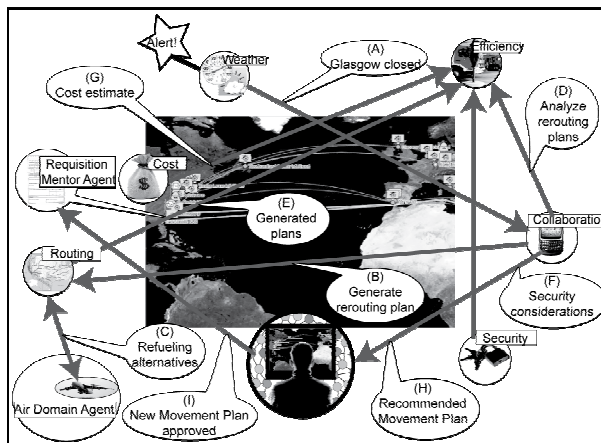 Alert!
Weather
(A)
Glasgow closed
Efficiency
(G)
Cost estimate
(D)
Analyze
rerouting
plans
Requisition
Mentor Agent
Cost
$
(E)
Generated
plans
Collaboratio
Routing
(B)
Generate
rerouting plan
(F)
Security
considerations
(C)
Refueling
alternatives
Security
Air Domain Agent
(I)
New Movement Plan
approved
(H)
Recommended
Movement Plan